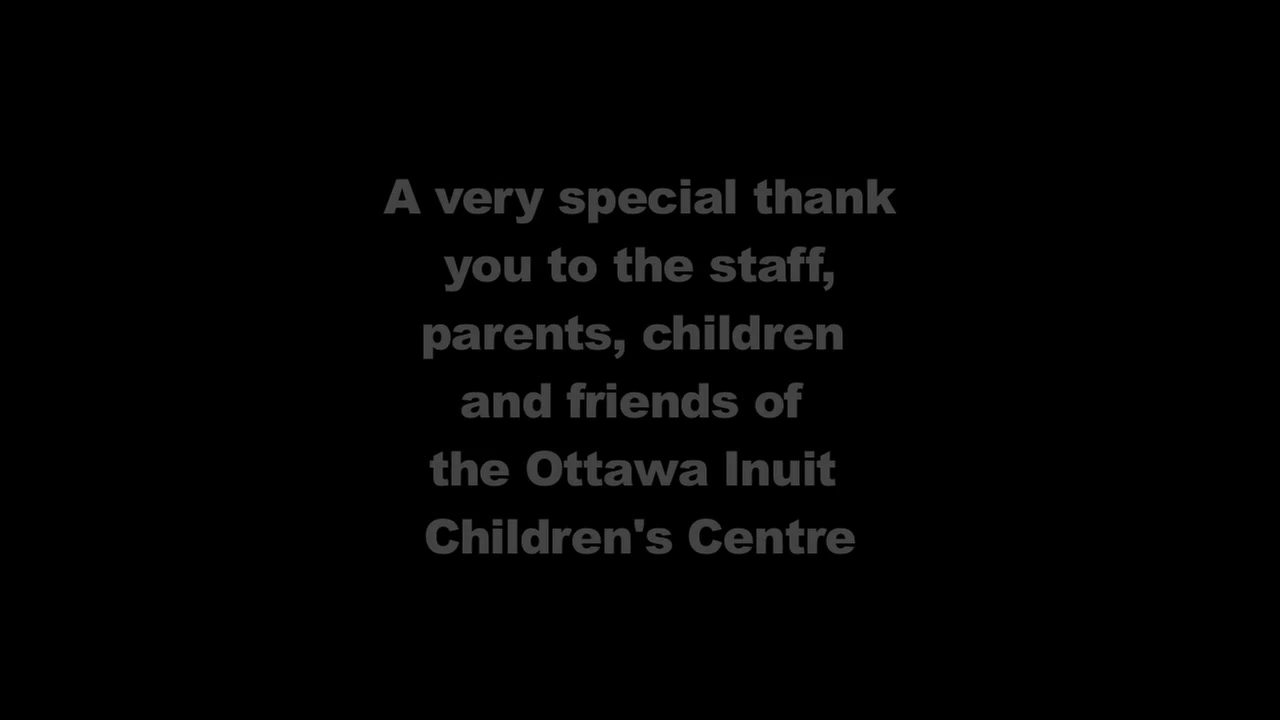 A very special thank
you to the staff,
parents, children
and friends of
the Ottawa Inuit
Children's Centre